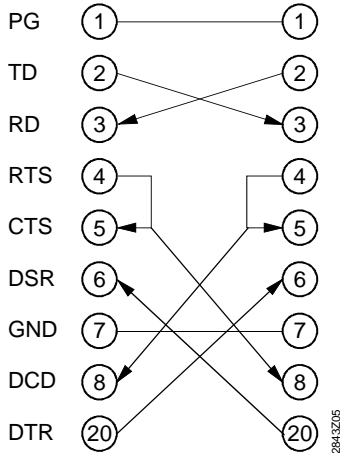 PG 1 1
TD 2 2
RD 3 3
RTS 4 4
CTS 5 5
DSR 6 6
GND 7 7
DCD 8 8
DTR 20 20
2843Z05